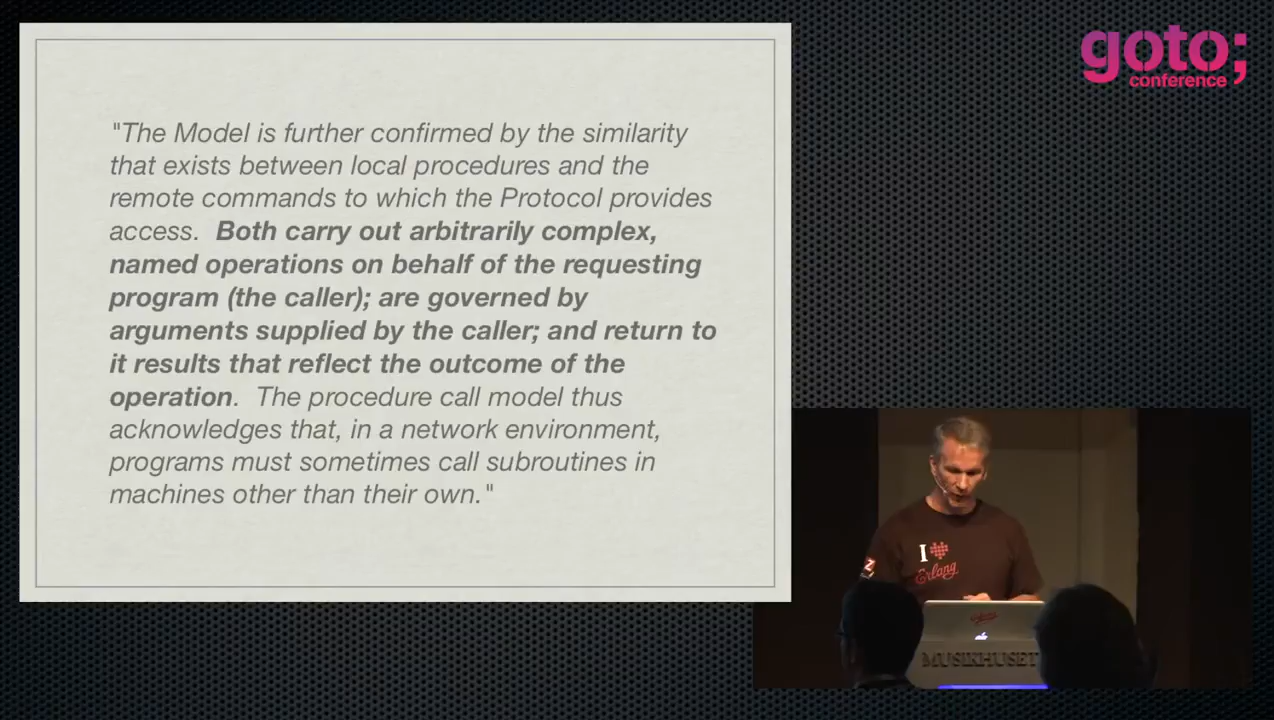 goto;
conference
"The Model is further confirmed by the similarity
that exists between local procedures and the
remote commands to which the Protocol provides
access.  Both carry out arbitrarily complex,
named operations on behalf of the requesting
program (the caller); are governed by
arguments supplied by the caller; and return to
it results that reflect the outcome of the
operation.  The procedure call model thus
acknowledges that, in a network environment,
programs must sometimes call subroutines in
machines other than their own."
I
Erlang
Z
MUSIKHUSET